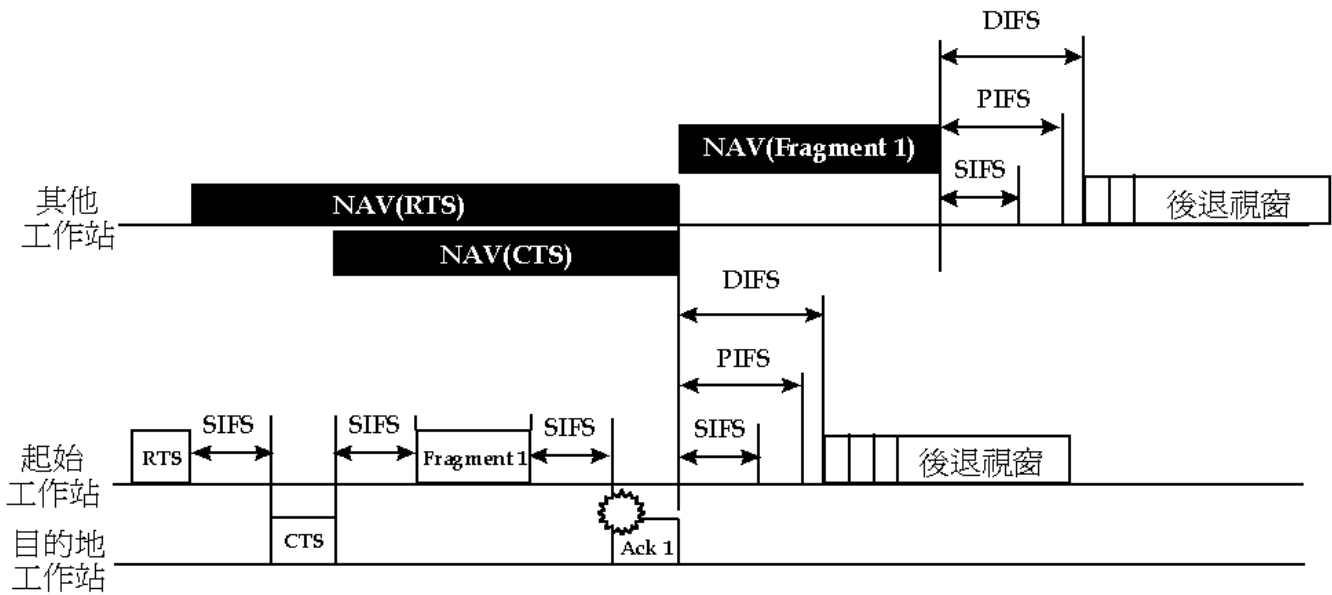 DIFS
PIFS
NAV(Fragment 1)
SIFS
其他
工作站
NAV(RTS)
後退視窗
NAV(CTS)
DIFS
PIFS
SIFS
SIFS
SIFS
SIFS
起始
工作站
RTS
Fragment 1
後退視窗
目的地
工作站
CTS
Ack 1